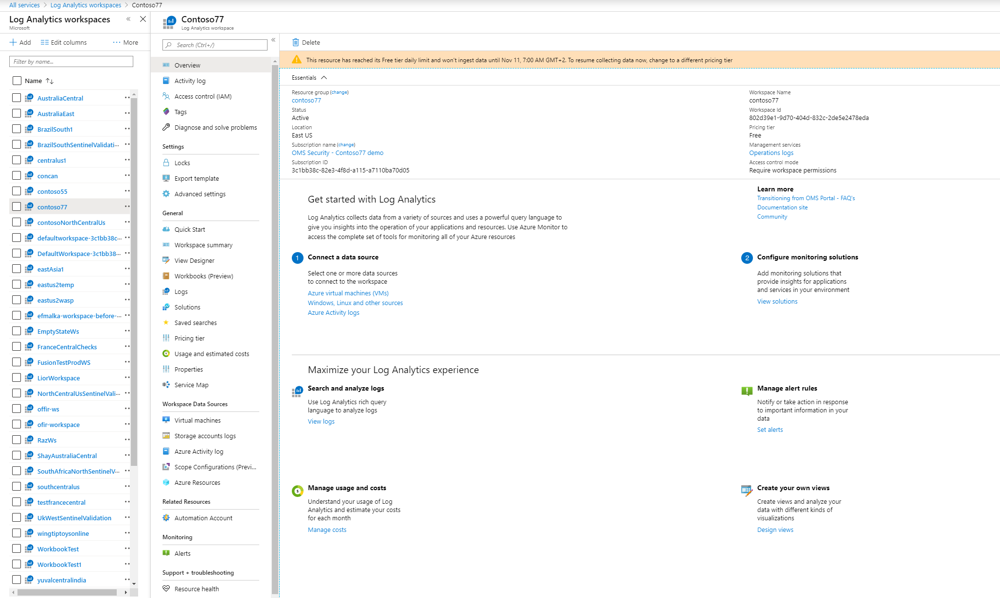 All services > Log Analytics workspaces > Contoso77
Log Analytics workspaces
Microsoft
Add Edit columns ··· More
Filter by name...
Name
AustraliaCentral
AustraliaEast
BrazilSouth1
BrazilSouthSentinelValidati...
centralus1
concan
contoso55
contoso77
contosoNorthCentralUs
defaultworkspace-3c1bb38c-...
DefaultWorkspace-3c1bb38...
eastAsia1
eastus2temp
eastus2wasp
efmalka-workspace-before-...
EmptyStateWs
FranceCentralChecks
FusionTestProdWS
LiorWorkspace
NorthCentralUsSentinelVali...
offir-ws
ofir-workspace
RazWs
ShayAustraliaCentral
SouthAfricaNorthSentinelV...
southcentralus
testfrancecentral
UkWestSentinelValidation
wingtiptoysonline
WorkbookTest
WorkbookTest1
yuvalcentralindia
Contoso77
Log Analytics workspace
Search (Ctrl+/)
Overview
Activity log
Access control (IAM)
Tags
Diagnose and solve problems
Settings
Locks
Export template
Advanced settings
General
Quick Start
Workspace summary
View Designer
Workbooks (Preview)
Logs
Solutions
Saved searches
Pricing tier
Usage and estimated costs
Properties
Service Map
Workspace Data Sources
Virtual machines
Storage accounts logs
Azure Activity log
Scope Configurations (Previ...
Azure Resources
Related Resources
Automation Account
Monitoring
Alerts
Support + troubleshooting
Resource health
Delete
This resource has reached its Free tier daily limit and won't ingest data until Nov 11, 7:00 AM GMT+2. To resume collecting data now, change to a different pricing tier
Essentials
Resource group (change)
contoso77
Status
Active
Location
East US
Subscription name (change)
OMS Security - Contoso77 demo
Subscription ID
3c1bb38c-82e3-4f8d-a115-a7110ba70d05
Workspace Name
contoso77
Workspace Id
802d39e1-9d70-404d-832c-2de5e2478eda
Pricing tier
Free
Management services
Operations logs
Access control mode
Require workspace permissions
Get started with Log Analytics
Log Analytics collects data from a variety of sources and uses a powerful query language to
give you insights into the operation of your applications and resources. Use Azure Monitor to
access the complete set of tools for monitoring all of your Azure resources
Learn more
Transitioning from OMS Portal - FAQ's
Documentation site
Community
1 Connect a data source
Select one or more data sources
to connect to the workspace
Azure virtual machines (VMs)
Windows, Linux and other sources
Azure Activity logs
2 Configure monitoring solutions
Add monitoring solutions that
provide insights for applications
and services in your environment
View solutions
Maximize your Log Analytics experience
Search and analyze logs
Use Log Analytics rich query
language to analyze logs
View logs
Manage alert rules
Notify or take action in response
to important information in your
data
Set alerts
Manage usage and costs
Understand your usage of Log
Analytics and estimate your costs
for each month
Manage costs
Create your own views
Create views and analyze your
data with different kinds of
visualizations
Design views